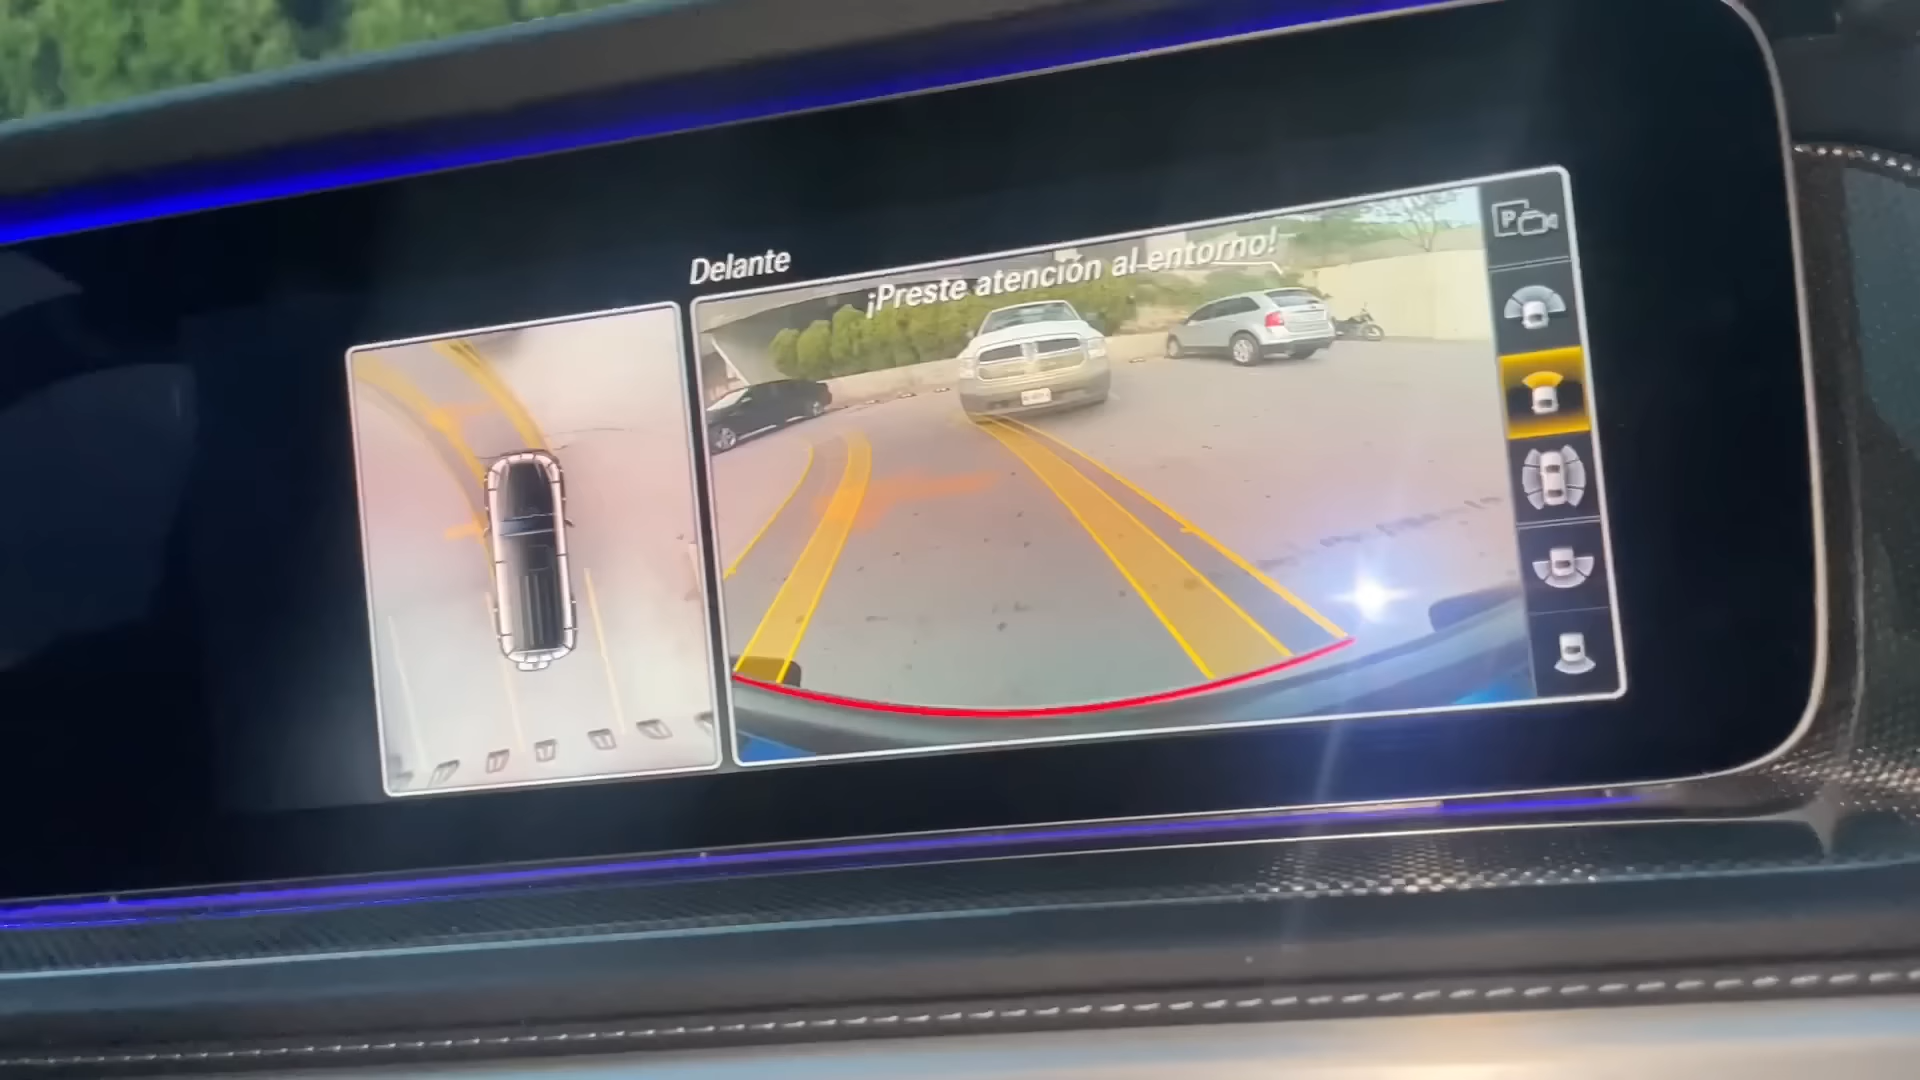 Delante
¡Preste atención al entorno!
P